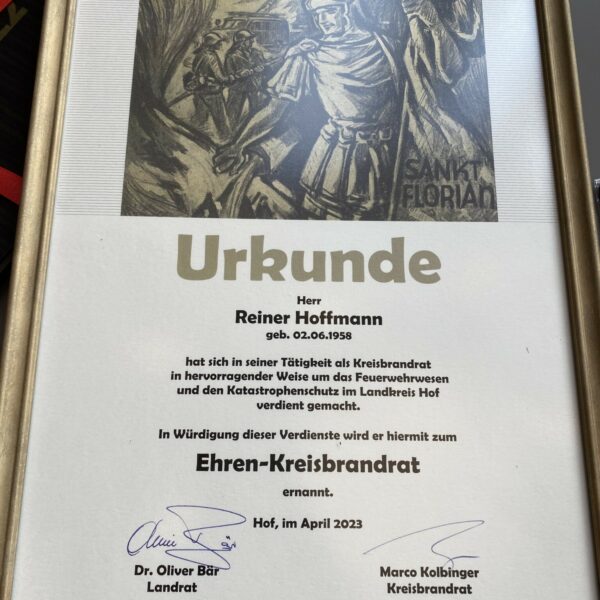 SANKT
FLORIAN
Urkunde
Herr
Reiner Hoffmann
geb. 02.06.1958
hat sich in seiner Tätigkeit als Kreisbrandrat
in hervorragender Weise um das Feuerwehrwesen
und den Katastrophenschutz im Landkreis Hof
verdient gemacht.
In Würdigung dieser Verdienste wird er hiermit zum
Ehren-Kreisbrandrat
ernannt.
Hof, im April 2023
Dr. Oliver Bär
Landrat
Marco Kolbinger
Kreisbrandrat